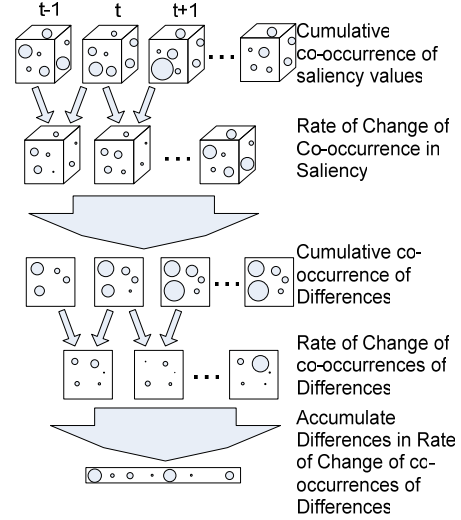 t-1 t t+1
Cumulative
co-occurrence of
saliency values
Rate of Change of
Co-occurrence in
Saliency
Cumulative co-
occurrence of
Differences
Rate of Change of
co-occurrences of
Differences
Accumulate
Differences in Rate
of Change of co-
occurrences of
Differences